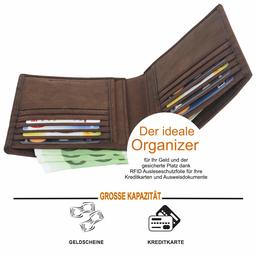 Der ideale
Organizer
für Ihr Geld und der
gesicherte Platz dank
RFID Ausleseschutzfolie für Ihre
Kreditkarten und Ausweisdokumente
GROSSE KAPAZITÄT
GELDSCHEINE
KREDITKARTE